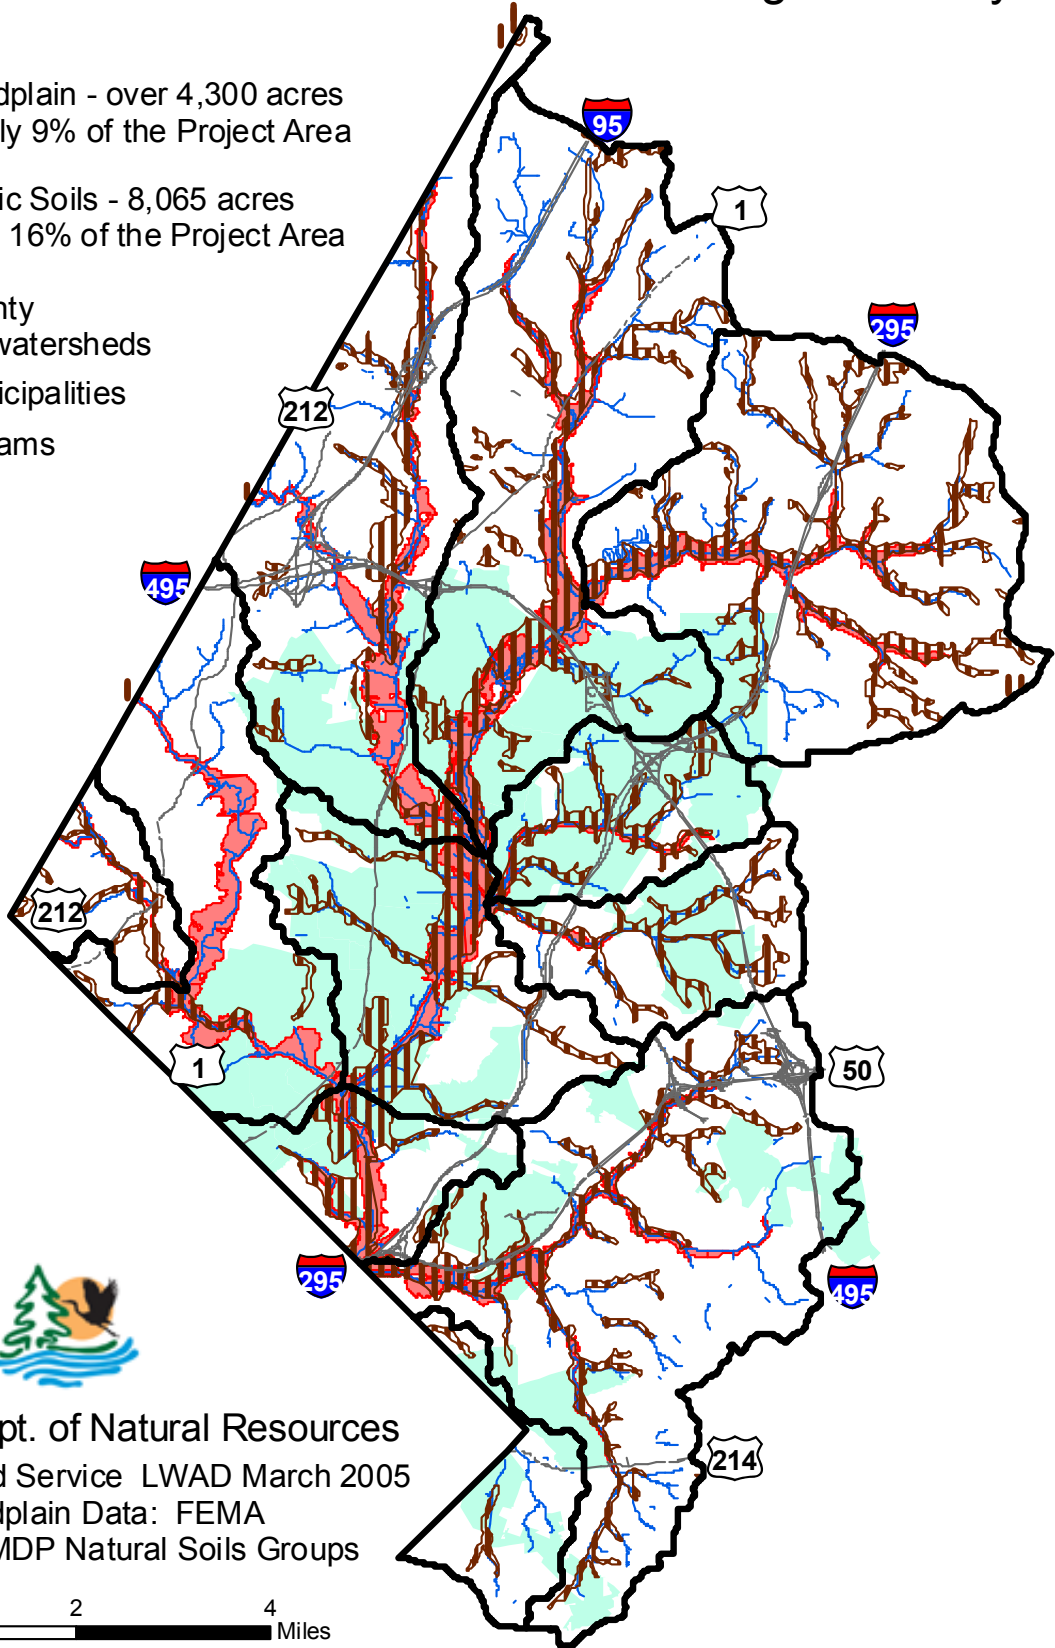 dplain - over 4,300 acres
ly 9% of the Project Area
ic Soils - 8,065 acres
16% of the Project Area
nty
watersheds
icipalities
ams
95
1
295
212
495
212
1
50
295
495
214
pt. of Natural Resources
d Service LWAD March 2005
dplain Data: FEMA
MDP Natural Soils Groups
2 4
Miles